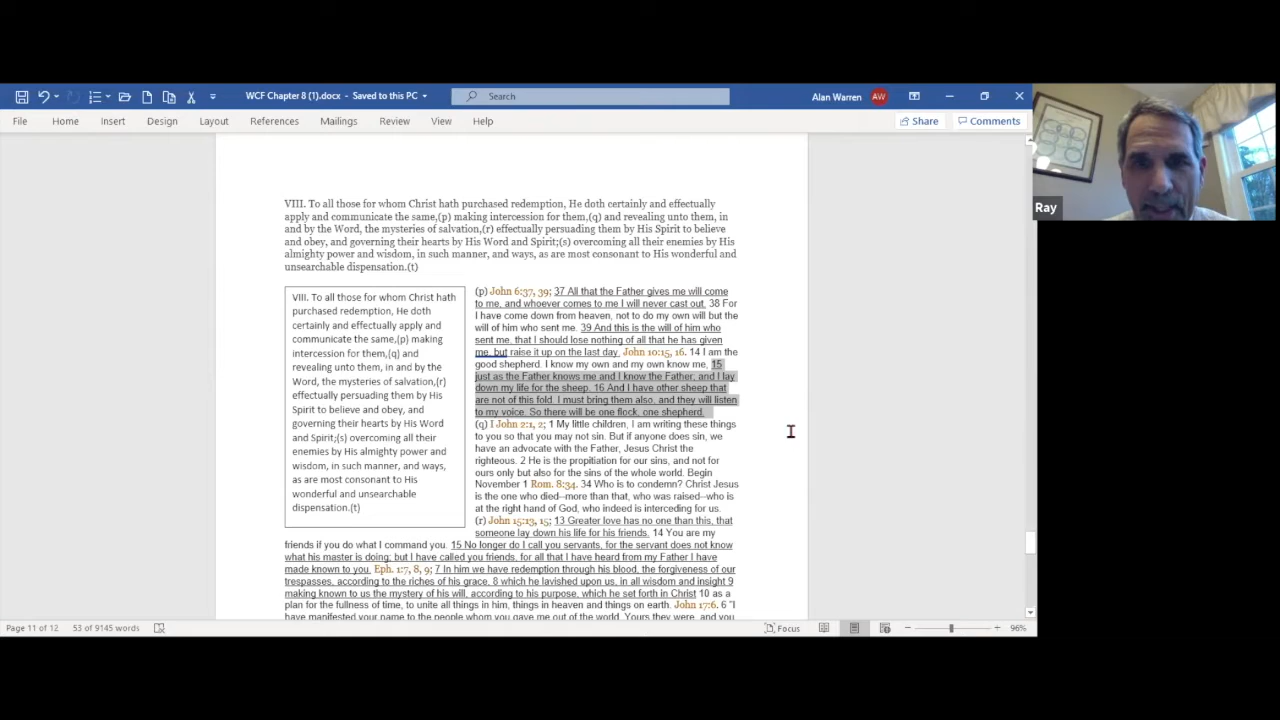 WCF Chapter 8 (1).docx - Saved to this PC
Search
Alan Warren AW
File Home Insert Design Layout References Mailings Review View Help Share Comments
VIII. To all those for whom Christ hath purchased redemption, He doth certainly and effectually
apply and communicate the same,(p) making intercession for them,(q) and revealing unto them, in
and by the Word, the mysteries of salvation,(r) effectually persuading them by His Spirit to believe
and obey, and governing their hearts by His Word and Spirit;(s) overcoming all their enemies by His
almighty power and wisdom, in such manner, and ways, as are most consonant to His wonderful and
unsearchable dispensation.(t)
VIII. To all those for whom Christ hath
purchased redemption, He doth
certainly and effectually apply and
communicate the same,(p) making
intercession for them,(q) and
revealing unto them, in and by the
Word, the mysteries of salvation,(r)
effectually persuading them by His
Spirit to believe and obey, and
governing their hearts by His Word
and Spirit;(s) overcoming all their
enemies by His almighty power and
wisdom, in such manner, and ways,
as are most consonant to His
wonderful and unsearchable
dispensation.(t)
(p) John 6:37, 39; 37 All that the Father gives me will come
to me, and whoever comes to me I will never cast out. 38 For
I have come down from heaven, not to do my own will but the
will of him who sent me. 39 And this is the will of him who
sent me, that I should lose nothing of all that he has given
me, but raise it up on the last day. John 10:15, 16. 14 I am the
good shepherd. I know my own and my own know me, 15
just as the Father knows me and I know the Father; and I lay
down my life for the sheep. 16 And I have other sheep that
are not of this fold. I must bring them also, and they will listen
to my voice. So there will be one flock, one shepherd.
(q) I John 2:1, 2; 1 My little children, I am writing these things
to you so that you may not sin. But if anyone does sin, we
have an advocate with the Father, Jesus Christ the
righteous. 2 He is the propitiation for our sins, and not for
ours only but also for the sins of the whole world. Begin
November 1 Rom. 8:34. 34 Who is to condemn? Christ Jesus
is the one who died--more than that, who was raised--who is
at the right hand of God, who indeed is interceding for us.
(r) John 15:13, 15; 13 Greater love has no one than this, that
someone lay down his life for his friends. 14 You are my
friends if you do what I command you. 15 No longer do I call you servants, for the servant does not know
what his master is doing; but I have called you friends, for all that I have heard from my Father I have
made known to you. Eph. 1:7, 8, 9; 7 In him we have redemption through his blood, the forgiveness of our
trespasses, according to the riches of his grace, 8 which he lavished upon us, in all wisdom and insight 9
making known to us the mystery of his will, according to his purpose, which he set forth in Christ 10 as a
plan for the fullness of time, to unite all things in him, things in heaven and things on earth. John 17:6. 6 "I
have manifested your name to the people whom you gave me out of the world. Yours they were, and you
Page 11 of 12 53 of 9145 words Focus 96%
Ray